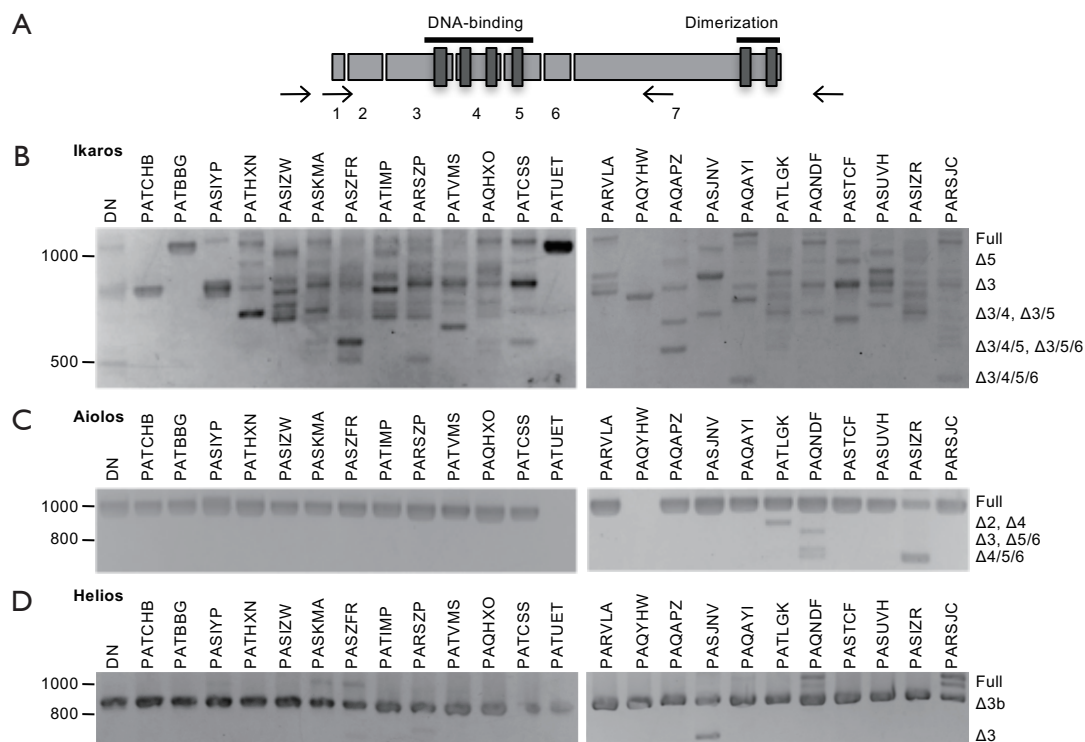 A
DNA-binding
Dimerization
1 2 3 4 5 6 7
B Ikaros
DN PATCHB PATBBG PASIYP PATHXN PASIZW PASKMA PASZFR PATIMP PARSZP PATVMS PAQHXO PATCSS PATUET PARVLA PAQYHW PAQAPZ PASJNV PAQAYI PATLGK PAQNDF PASTCF PASUVH PASIZR PARSJC
1000
500
Full
Δ5
Δ3
Δ3/4, Δ3/5
Δ3/4/5, Δ3/5/6
Δ3/4/5/6
C Aiolos
DN PATCHB PATBBG PASIYP PATHXN PASIZW PASKMA PASZFR PATIMP PARSZP PATVMS PAQHXO PATCSS PATUET PARVLA PAQYHW PAQAPZ PASJNV PAQAYI PATLGK PAQNDF PASTCF PASUVH PASIZR PARSJC
1000
800
Full
Δ2, Δ4
Δ3, Δ5/6
Δ4/5/6
D Helios
DN PATCHB PATBBG PASIYP PATHXN PASIZW PASKMA PASZFR PATIMP PARSZP PATVMS PAQHXO PATCSS PATUET PARVLA PAQYHW PAQAPZ PASJNV PAQAYI PATLGK PAQNDF PASTCF PASUVH PASIZR PARSJC
1000
800
Full
Δ3b
Δ3